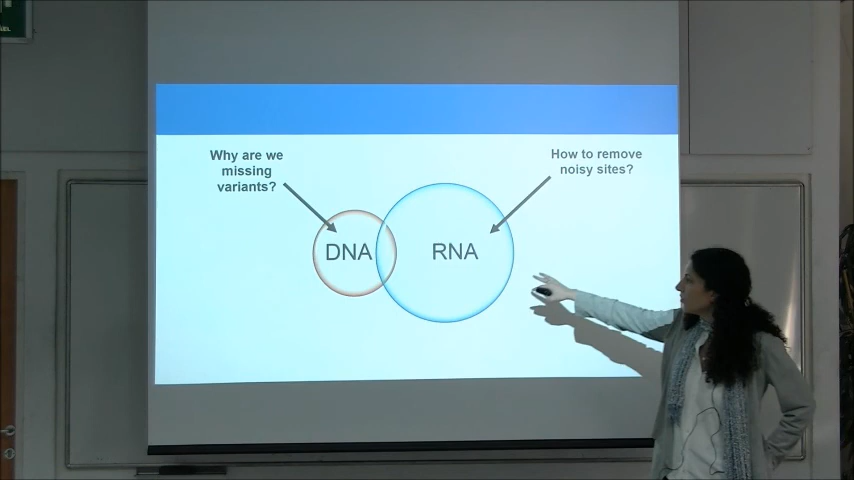 Why are we
missing
variants?
How to remove
noisy sites?
DNA
RNA